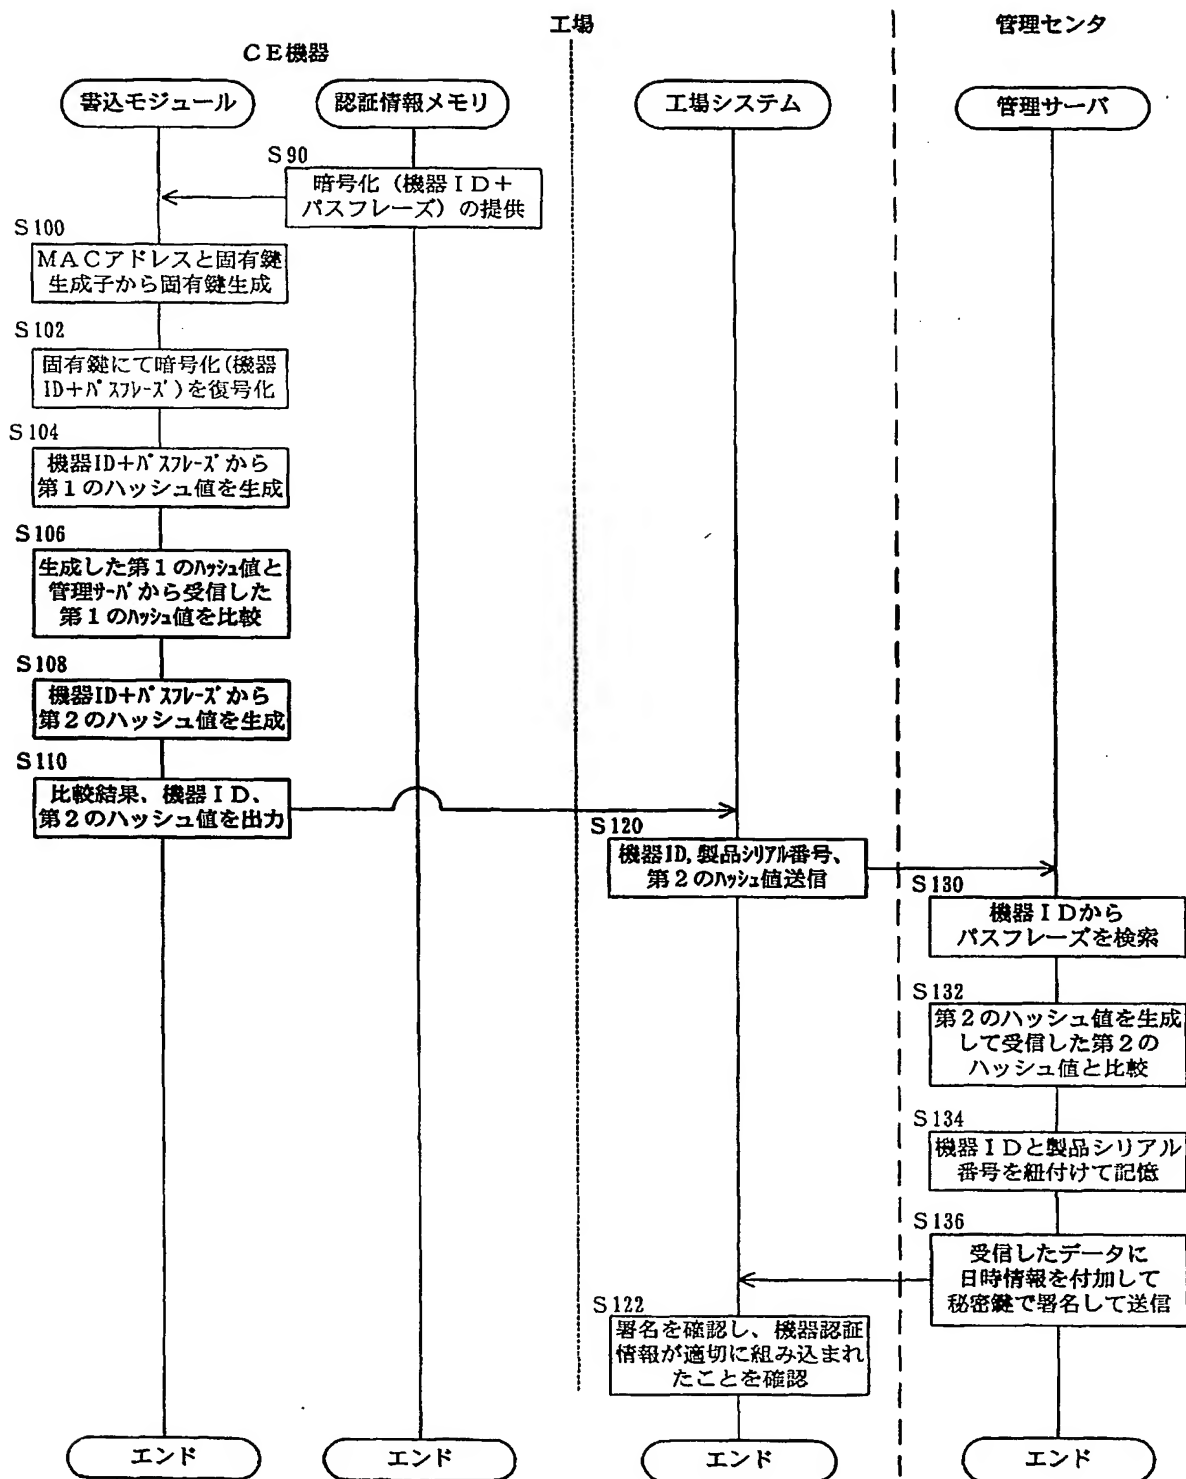 工場
管理センタ
CE機器
書込モジュール
認証情報メモリ
工場システム
管理サーバ
S90
暗号化（機器ID＋
パスフレーズ）の提供
S100
MACアドレスと固有鍵
生成子から固有鍵生成
S102
固有鍵にて暗号化(機器
ID+ﾊﾟｽﾌﾚｰｽﾞ)を復号化
S104
機器ID+ﾊﾟｽﾌﾚｰｽﾞから
第1のハッシュ値を生成
S106
生成した第1のﾊｯｼｭ値と
管理ｻｰﾊﾞから受信した
第1のﾊｯｼｭ値を比較
S108
機器ID+ﾊﾟｽﾌﾚｰｽﾞから
第2のハッシュ値を生成
S110
比較結果、機器ID、
第2のハッシュ値を出力
S120
機器ID,製品ｼﾘｱﾙ番号、
第2のﾊｯｼｭ値送信
S130
機器IDから
パスフレーズを検索
S132
第2のハッシュ値を生成
して受信した第2の
ハッシュ値と比較
S134
機器IDと製品シリアル
番号を紐付けて記憶
S136
受信したデータに
日時情報を付加して
秘密鍵で署名して送信
S122
署名を確認し、機器認証
情報が適切に組み込まれ
たことを確認
エンド
エンド
エンド
エンド